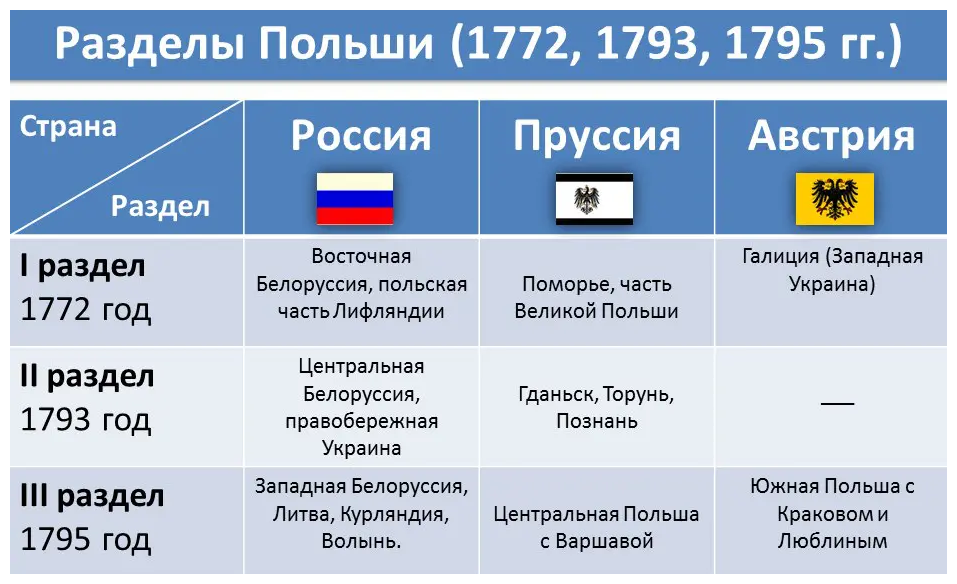 Разделы Польши (1772, 1793, 1795 гг.)
Страна
Раздел
Россия
Пруссия
Австрия
I раздел
1772 год
Восточная
Белоруссия, польская
часть Лифляндии
Поморье, часть
Великой Польши
Галиция (Западная
Украина)
II раздел
1793 год
Центральная
Белоруссия,
правобережная
Украина
Гданьск, Торунь,
Познань
—
III раздел
1795 год
Западная Белоруссия,
Литва, Курляндия,
Волынь.
Центральная Польша
с Варшавой
Южная Польша с
Краковом и
Люблиным